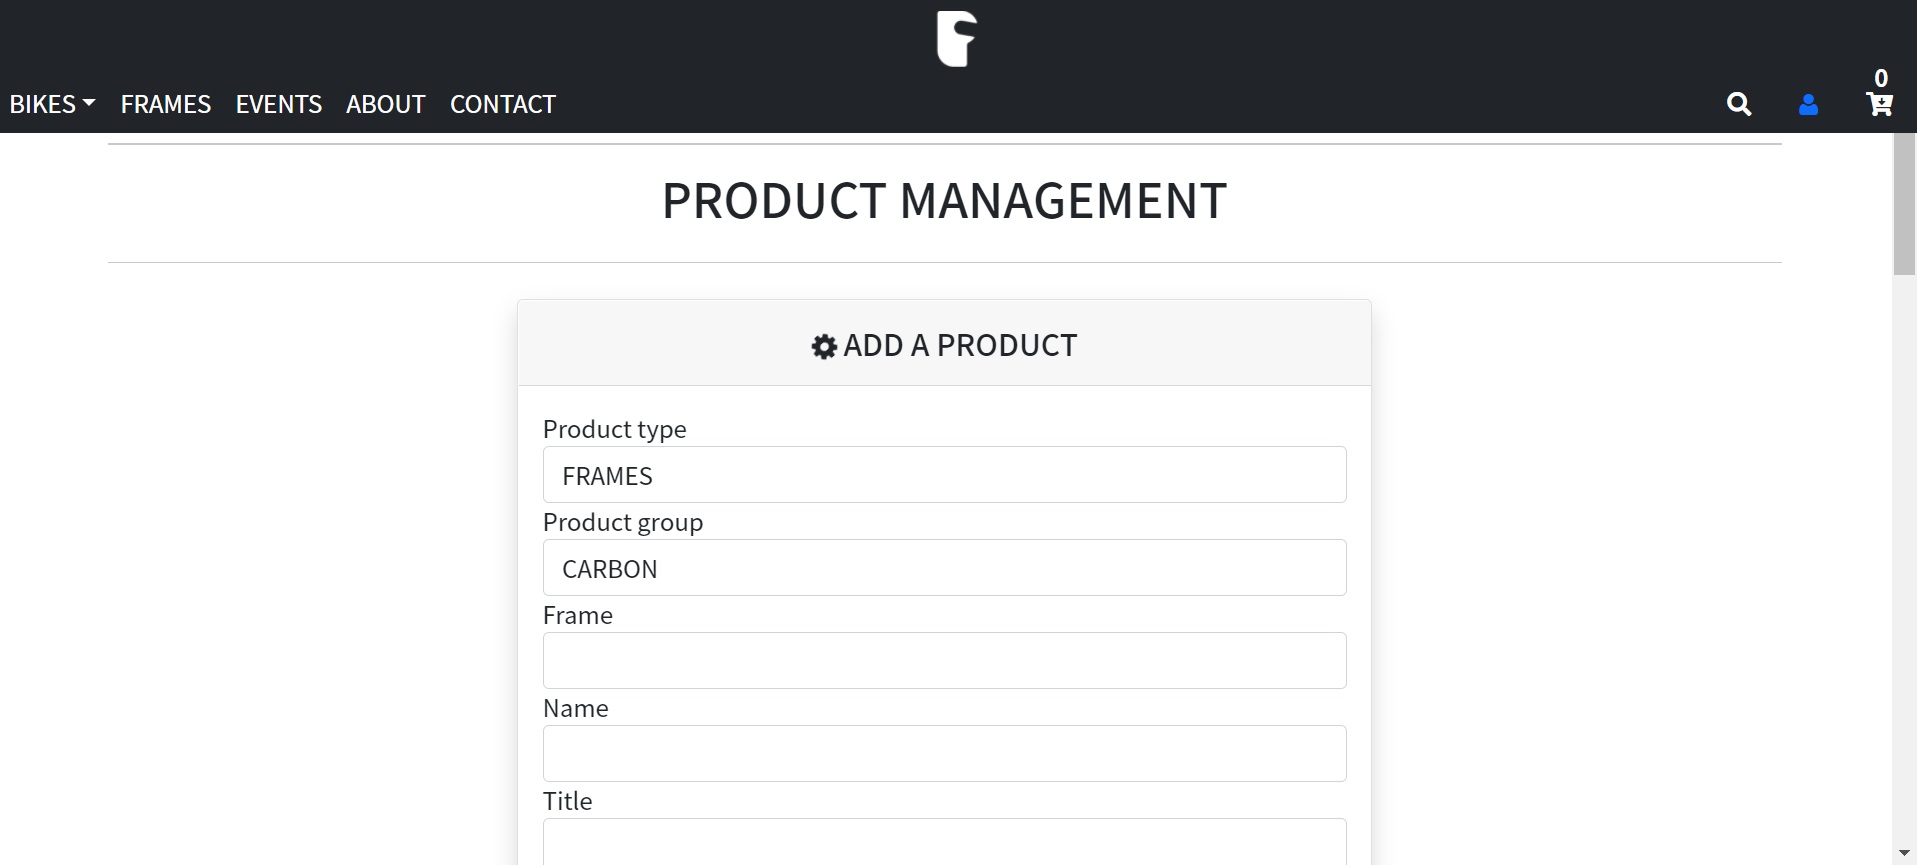 BIKES FRAMES EVENTS ABOUT CONTACT
0
PRODUCT MANAGEMENT
ADD A PRODUCT
Product type
FRAMES
Product group
CARBON
Frame
Name
Title